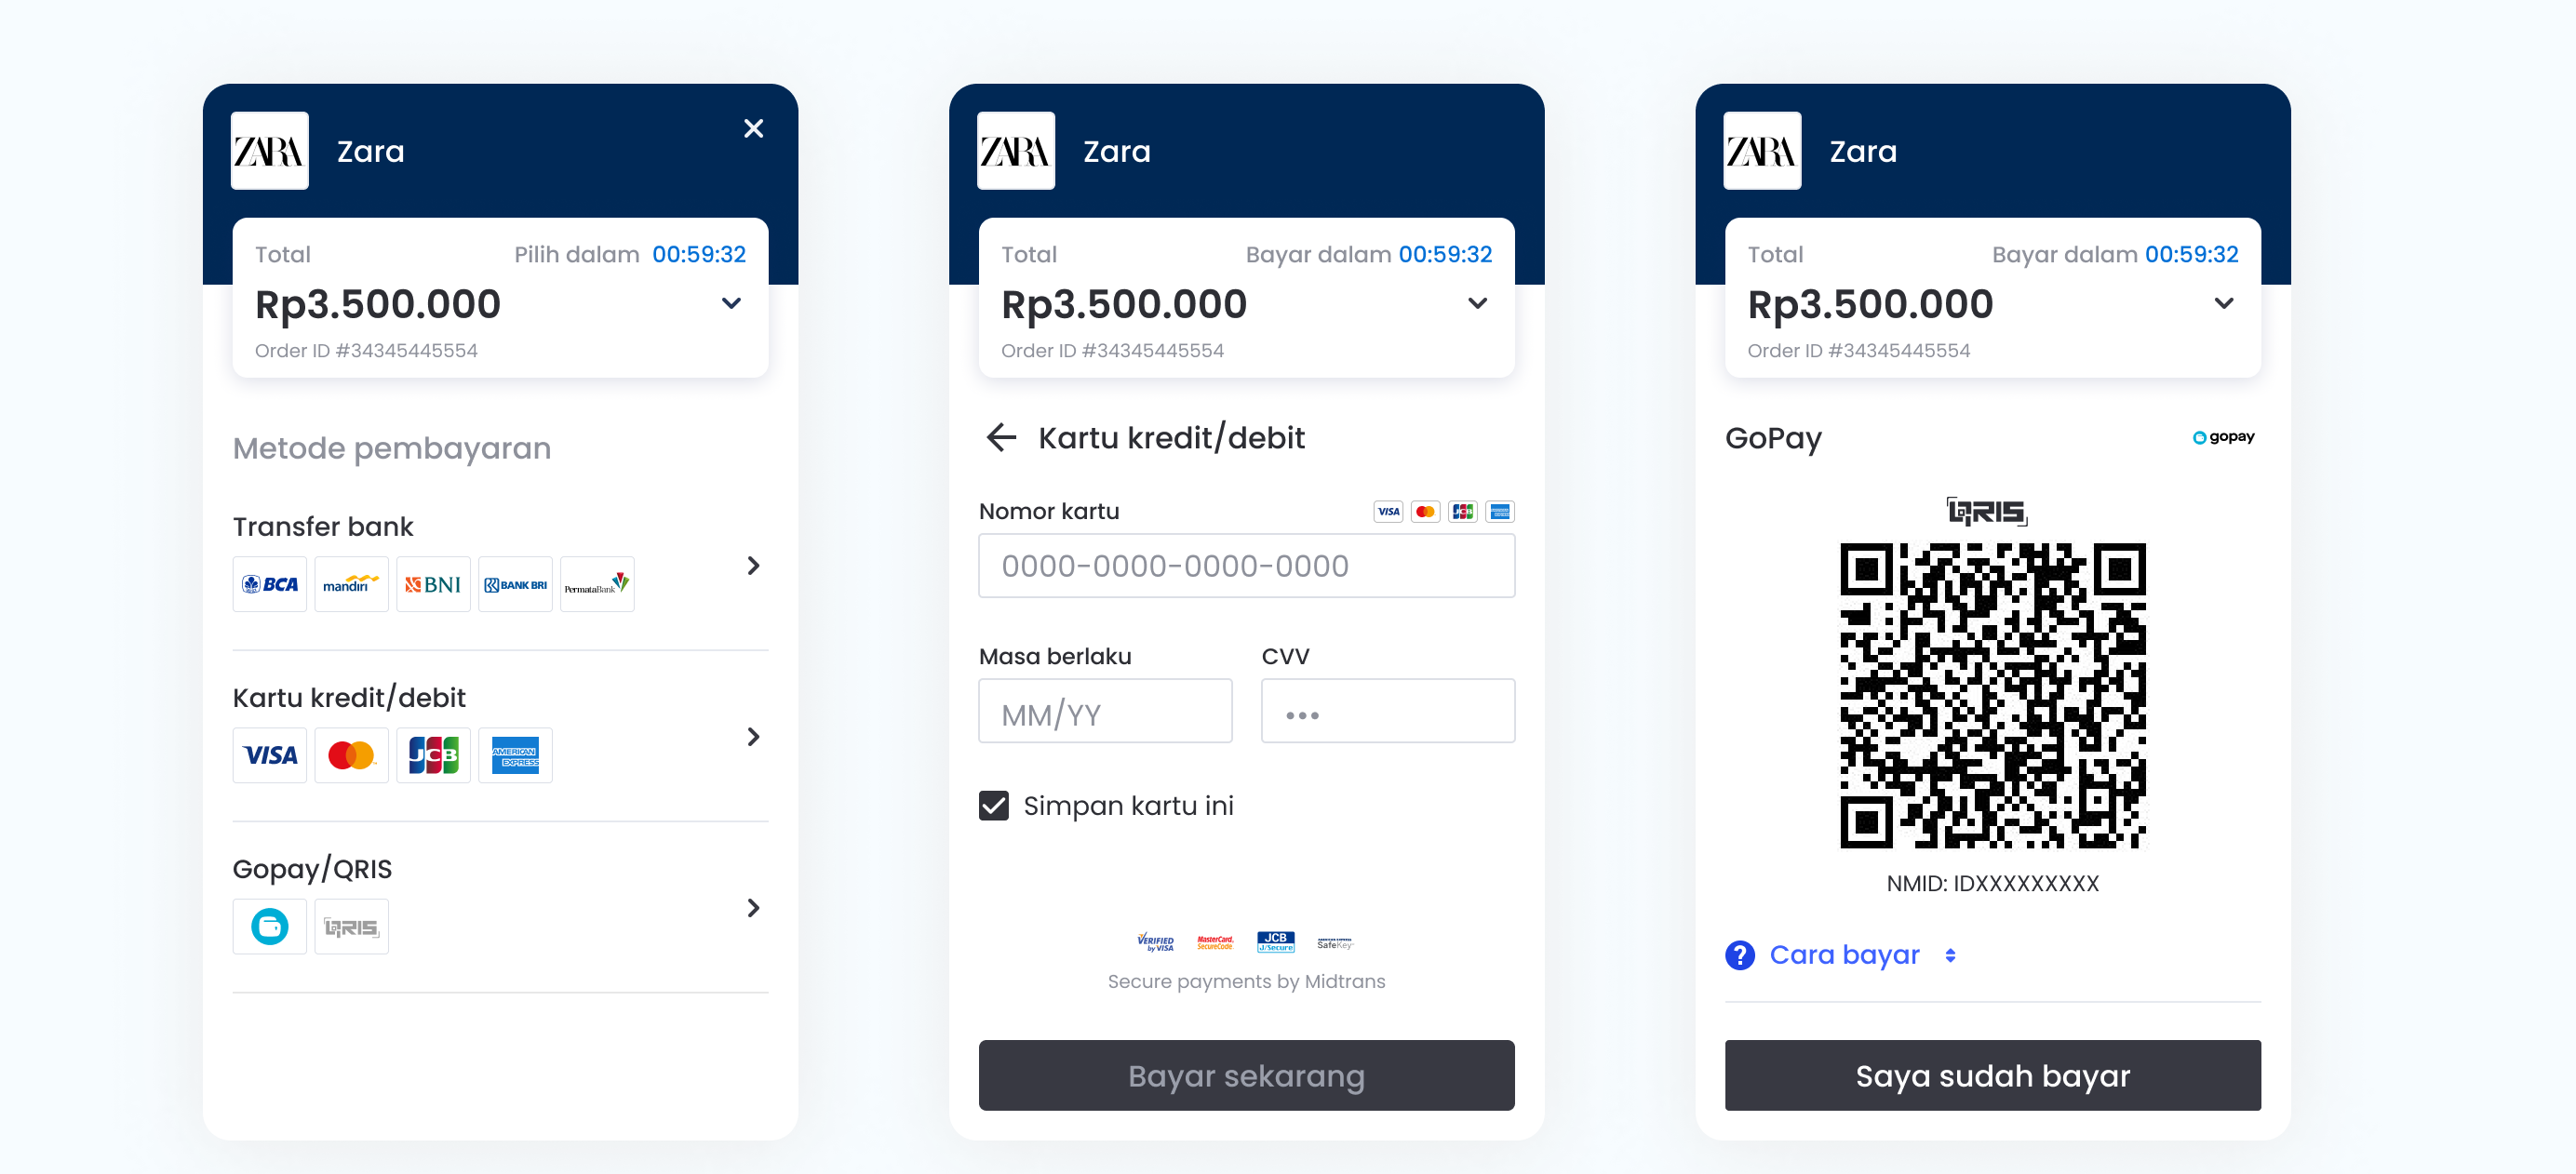 ZARA
Zara
Total
Pilih dalam 00:59:32
Rp3.500.000
Order ID #34345445554
Metode pembayaran
Transfer bank
BCA
mandiri
BNI
BANK BRI
PermataBank
Kartu kredit/debit
VISA
JCB
AMERICAN EXPRESS
Gopay/QRIS
QRIS
ZARA
Zara
Total
Bayar dalam 00:59:32
Rp3.500.000
Order ID #34345445554
Kartu kredit/debit
Nomor kartu
VISA
JCB
0000-0000-0000-0000
Masa berlaku
CVV
MM/YY
Simpan kartu ini
VERIFIED by VISA
MasterCard. SecureCode
JCB J/Secure
SafeKey
Secure payments by Midtrans
Bayar sekarang
ZARA
Zara
Total
Bayar dalam 00:59:32
Rp3.500.000
Order ID #34345445554
GoPay
gopay
QRIS
NMID: IDXXXXXXXXX
? Cara bayar
Saya sudah bayar